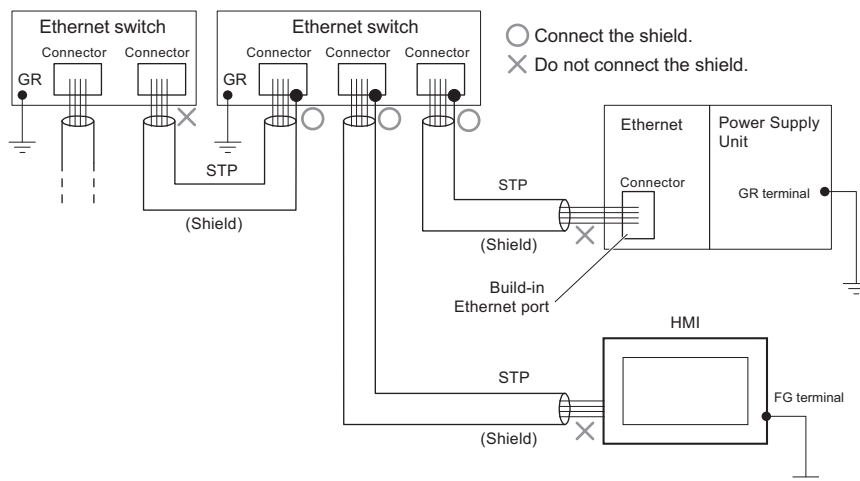 Ethernet switch
Connector Connector
GR
Ethernet switch
Connector Connector Connector
GR
Connect the shield.
Do not connect the shield.
STP
(Shield)
Ethernet
Power Supply
Unit
Connector
GR terminal
STP
(Shield)
Build-in
Ethernet port
HMI
STP
(Shield)
FG terminal